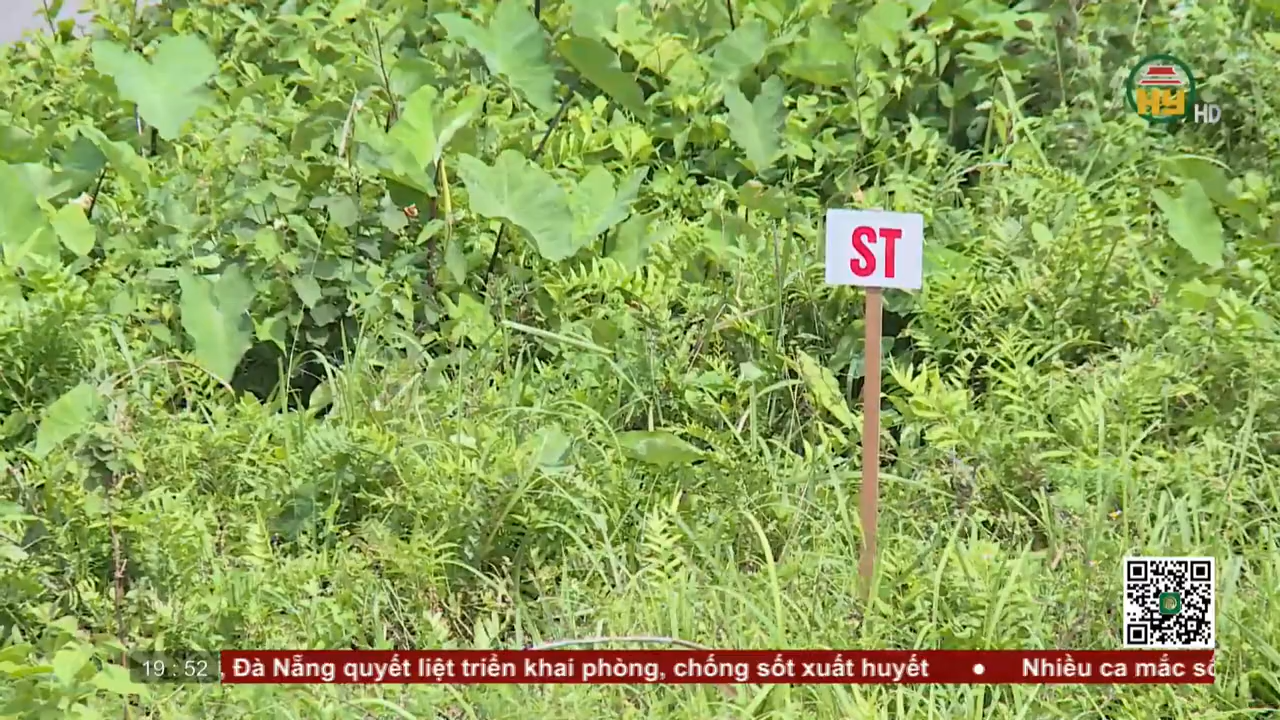 HY HD
ST
19:52
, Đà Nẵng quyết liệt triển khai phòng, chống sốt xuất huyết • Nhiều ca mắc số